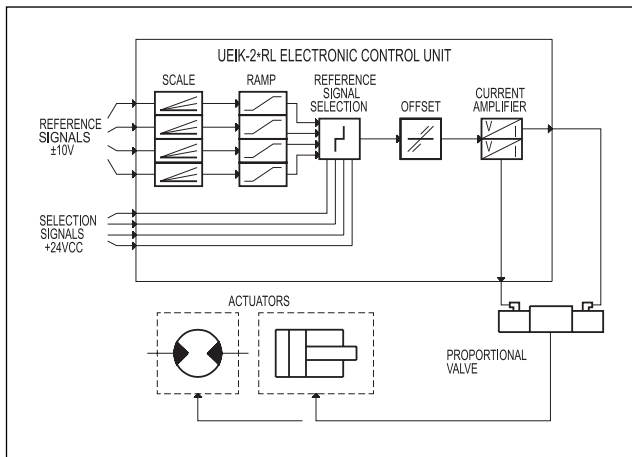 UEIK-2*RL ELECTRONIC CONTROL UNIT
SCALE
RAMP
REFERENCE
SIGNAL
SELECTION
OFFSET
CURRENT
AMPLIFIER
REFERENCE
SIGNALS
±10V
V
I
V
I
SELECTION
SIGNALS
+24VCC
ACTUATORS
PROPORTIONAL
VALVE